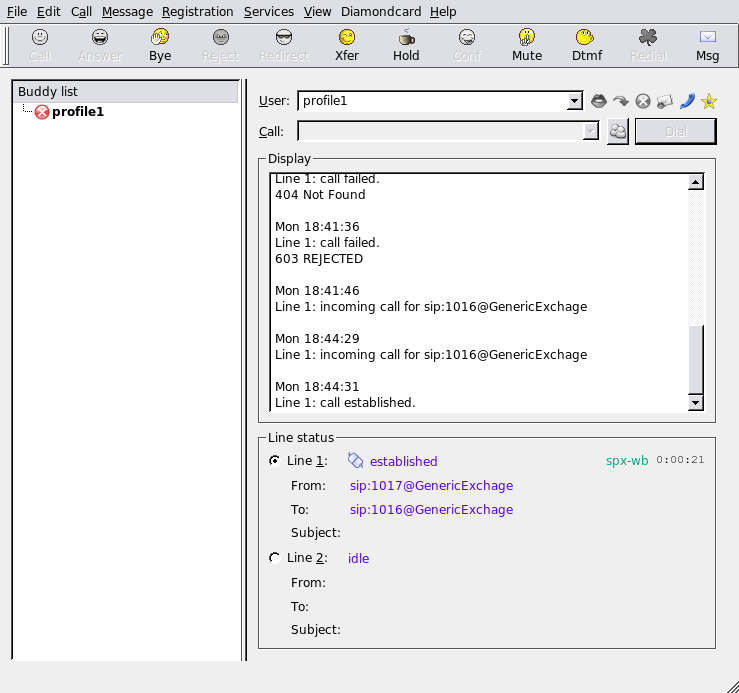 File Edit Call Message Registration Services View Diamondcard Help
Call Answer Bye Reject Redirect Xfer Hold Conf Mute Dtmf Redial Msg
Buddy list
profile1
User: profile1
Call: Dial
Display
Line 1: call failed.
404 Not Found
Mon 18:41:36
Line 1: call failed.
603 REJECTED
Mon 18:41:46
Line 1: incoming call for sip:1016@GenericExchage
Mon 18:44:29
Line 1: incoming call for sip:1016@GenericExchage
Mon 18:44:31
Line 1: call established.
Line status
Line 1: established spx-wb 0:00:21
From: sip:1017@GenericExchage
To: sip:1016@GenericExchage
Subject:
Line 2: idle
From:
To:
Subject: